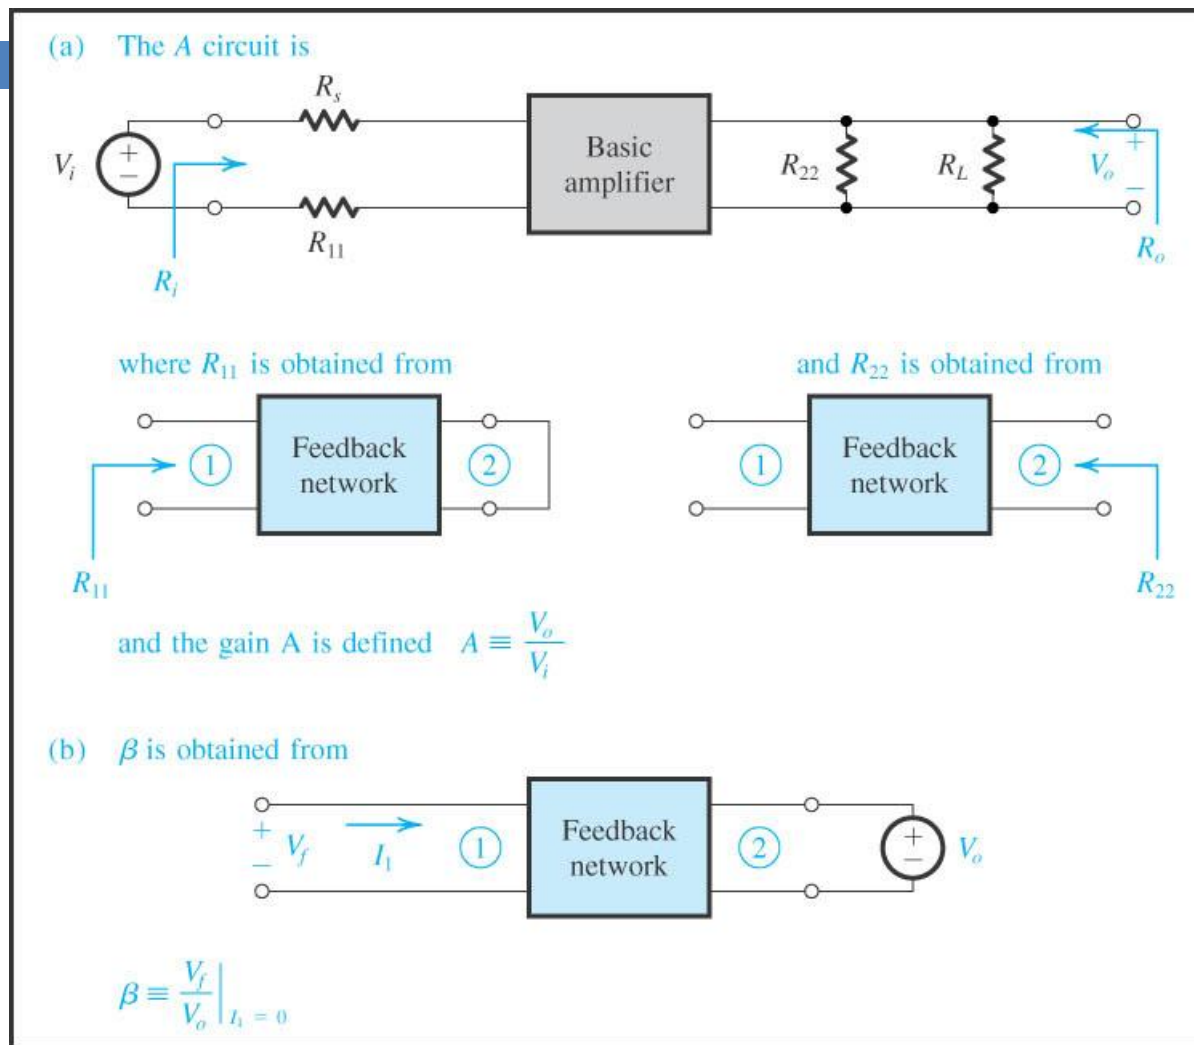 (a) The A circuit is
R_s
V_i
+
−
Basic
amplifier
R_22
R_L
+
V_o
−
R_11
R_i
R_o
where R_11 is obtained from
and R_22 is obtained from
1
Feedback
network
2
1
Feedback
network
2
R_11
R_22
and the gain A is defined A ≡ V_o / V_i
(b) β is obtained from
+
V_f
−
I_1
1
Feedback
network
2
+
−
V_o
β ≡ V_f / V_o |_{I_1 = 0}